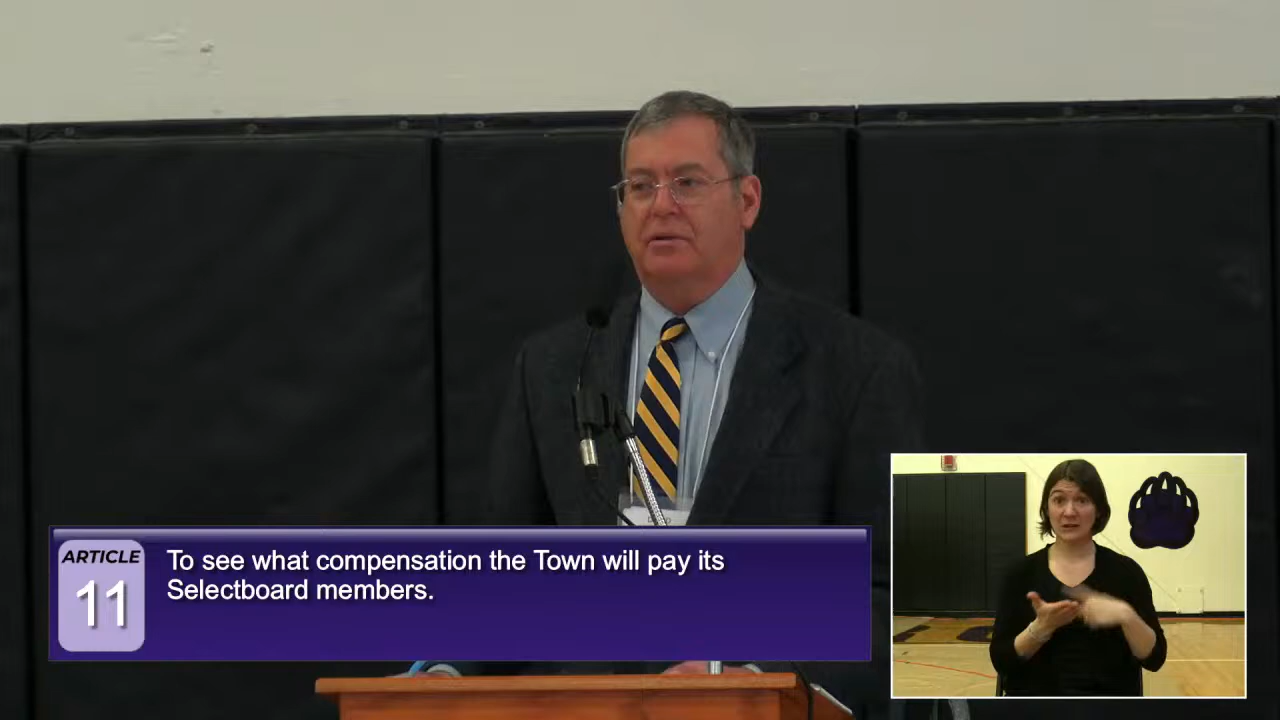 ARTICLE
11
To see what compensation the Town will pay its
Selectboard members.